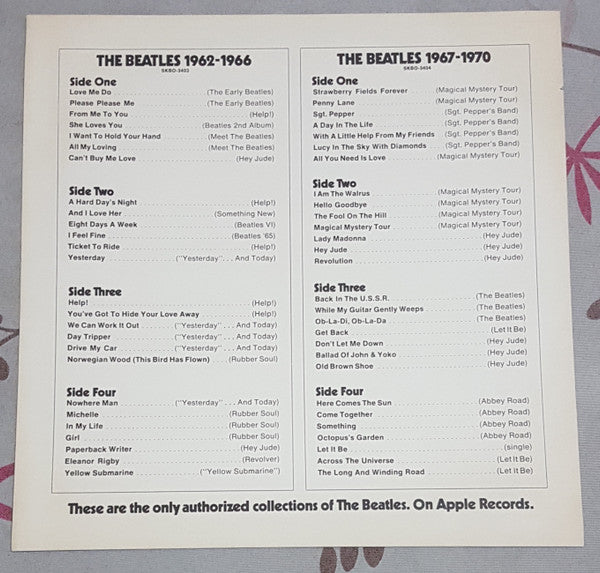 THE BEATLES 1962-1966
SKBO-3403
Side One
Love Me Do (The Early Beatles)
Please Please Me (The Early Beatles)
From Me To You (Help!)
She Loves You (Beatles 2nd Album)
I Want To Hold Your Hand (Meet The Beatles)
All My Loving (Meet The Beatles)
Can't Buy Me Love (Hey Jude)
Side Two
A Hard Day's Night (Help!)
And I Love Her (Something New)
Eight Days A Week (Beatles VI)
I Feel Fine (Beatles '65)
Ticket To Ride (Help!)
Yesterday ("Yesterday"... And Today)
Side Three
Help! (Help!)
You've Got To Hide Your Love Away (Help!)
We Can Work It Out ("Yesterday"... And Today)
Day Tripper ("Yesterday"... And Today)
Drive My Car ("Yesterday"... And Today)
Norwegian Wood (This Bird Has Flown) (Rubber Soul)
Side Four
Nowhere Man ("Yesterday"... And Today)
Michelle (Rubber Soul)
In My Life (Rubber Soul)
Girl (Rubber Soul)
Paperback Writer (Hey Jude)
Eleanor Rigby (Revolver)
Yellow Submarine ("Yellow Submarine")
THE BEATLES 1967-1970
SKBO-3404
Side One
Strawberry Fields Forever (Magical Mystery Tour)
Penny Lane (Magical Mystery Tour)
Sgt. Pepper (Sgt. Pepper's Band)
A Day In The Life (Sgt. Pepper's Band)
With A Little Help From My Friends (Sgt. Pepper's Band)
Lucy In The Sky With Diamonds (Sgt. Pepper's Band)
All You Need Is Love (Magical Mystery Tour)
Side Two
I Am The Walrus (Magical Mystery Tour)
Hello Goodbye (Magical Mystery Tour)
The Fool On The Hill (Magical Mystery Tour)
Magical Mystery Tour (Magical Mystery Tour)
Lady Madonna (Hey Jude)
Hey Jude (Hey Jude)
Revolution (Hey Jude)
Side Three
Back In The U.S.S.R. (The Beatles)
While My Guitar Gently Weeps (The Beatles)
Ob-La-Di, Ob-La-Da (The Beatles)
Get Back (Let It Be)
Don't Let Me Down (Hey Jude)
Ballad Of John & Yoko (Hey Jude)
Old Brown Shoe (Hey Jude)
Side Four
Here Comes The Sun (Abbey Road)
Come Together (Abbey Road)
Something (Abbey Road)
Octopus's Garden (Abbey Road)
Let It Be (single)
Across The Universe (Let It Be)
The Long And Winding Road (Let It Be)
These are the only authorized collections of The Beatles. On Apple Records.